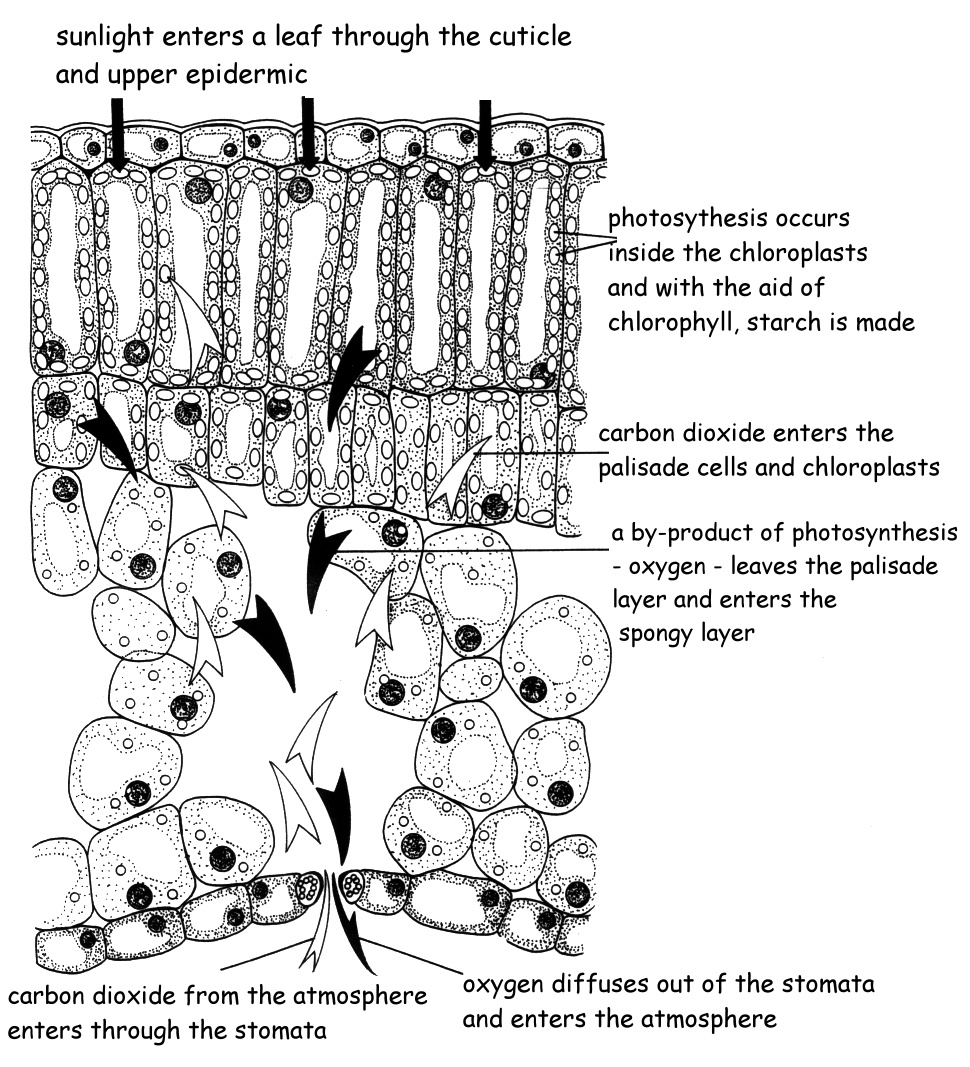 sunlight enters a leaf through the cuticle
and upper epidermic
photosythesis occurs
inside the chloroplasts
and with the aid of
chlorophyll, starch is made
carbon dioxide enters the
palisade cells and chloroplasts
a by-product of photosynthesis
- oxygen - leaves the palisade
layer and enters the
spongy layer
carbon dioxide from the atmosphere
enters through the stomata
oxygen diffuses out of the stomata
and enters the atmosphere